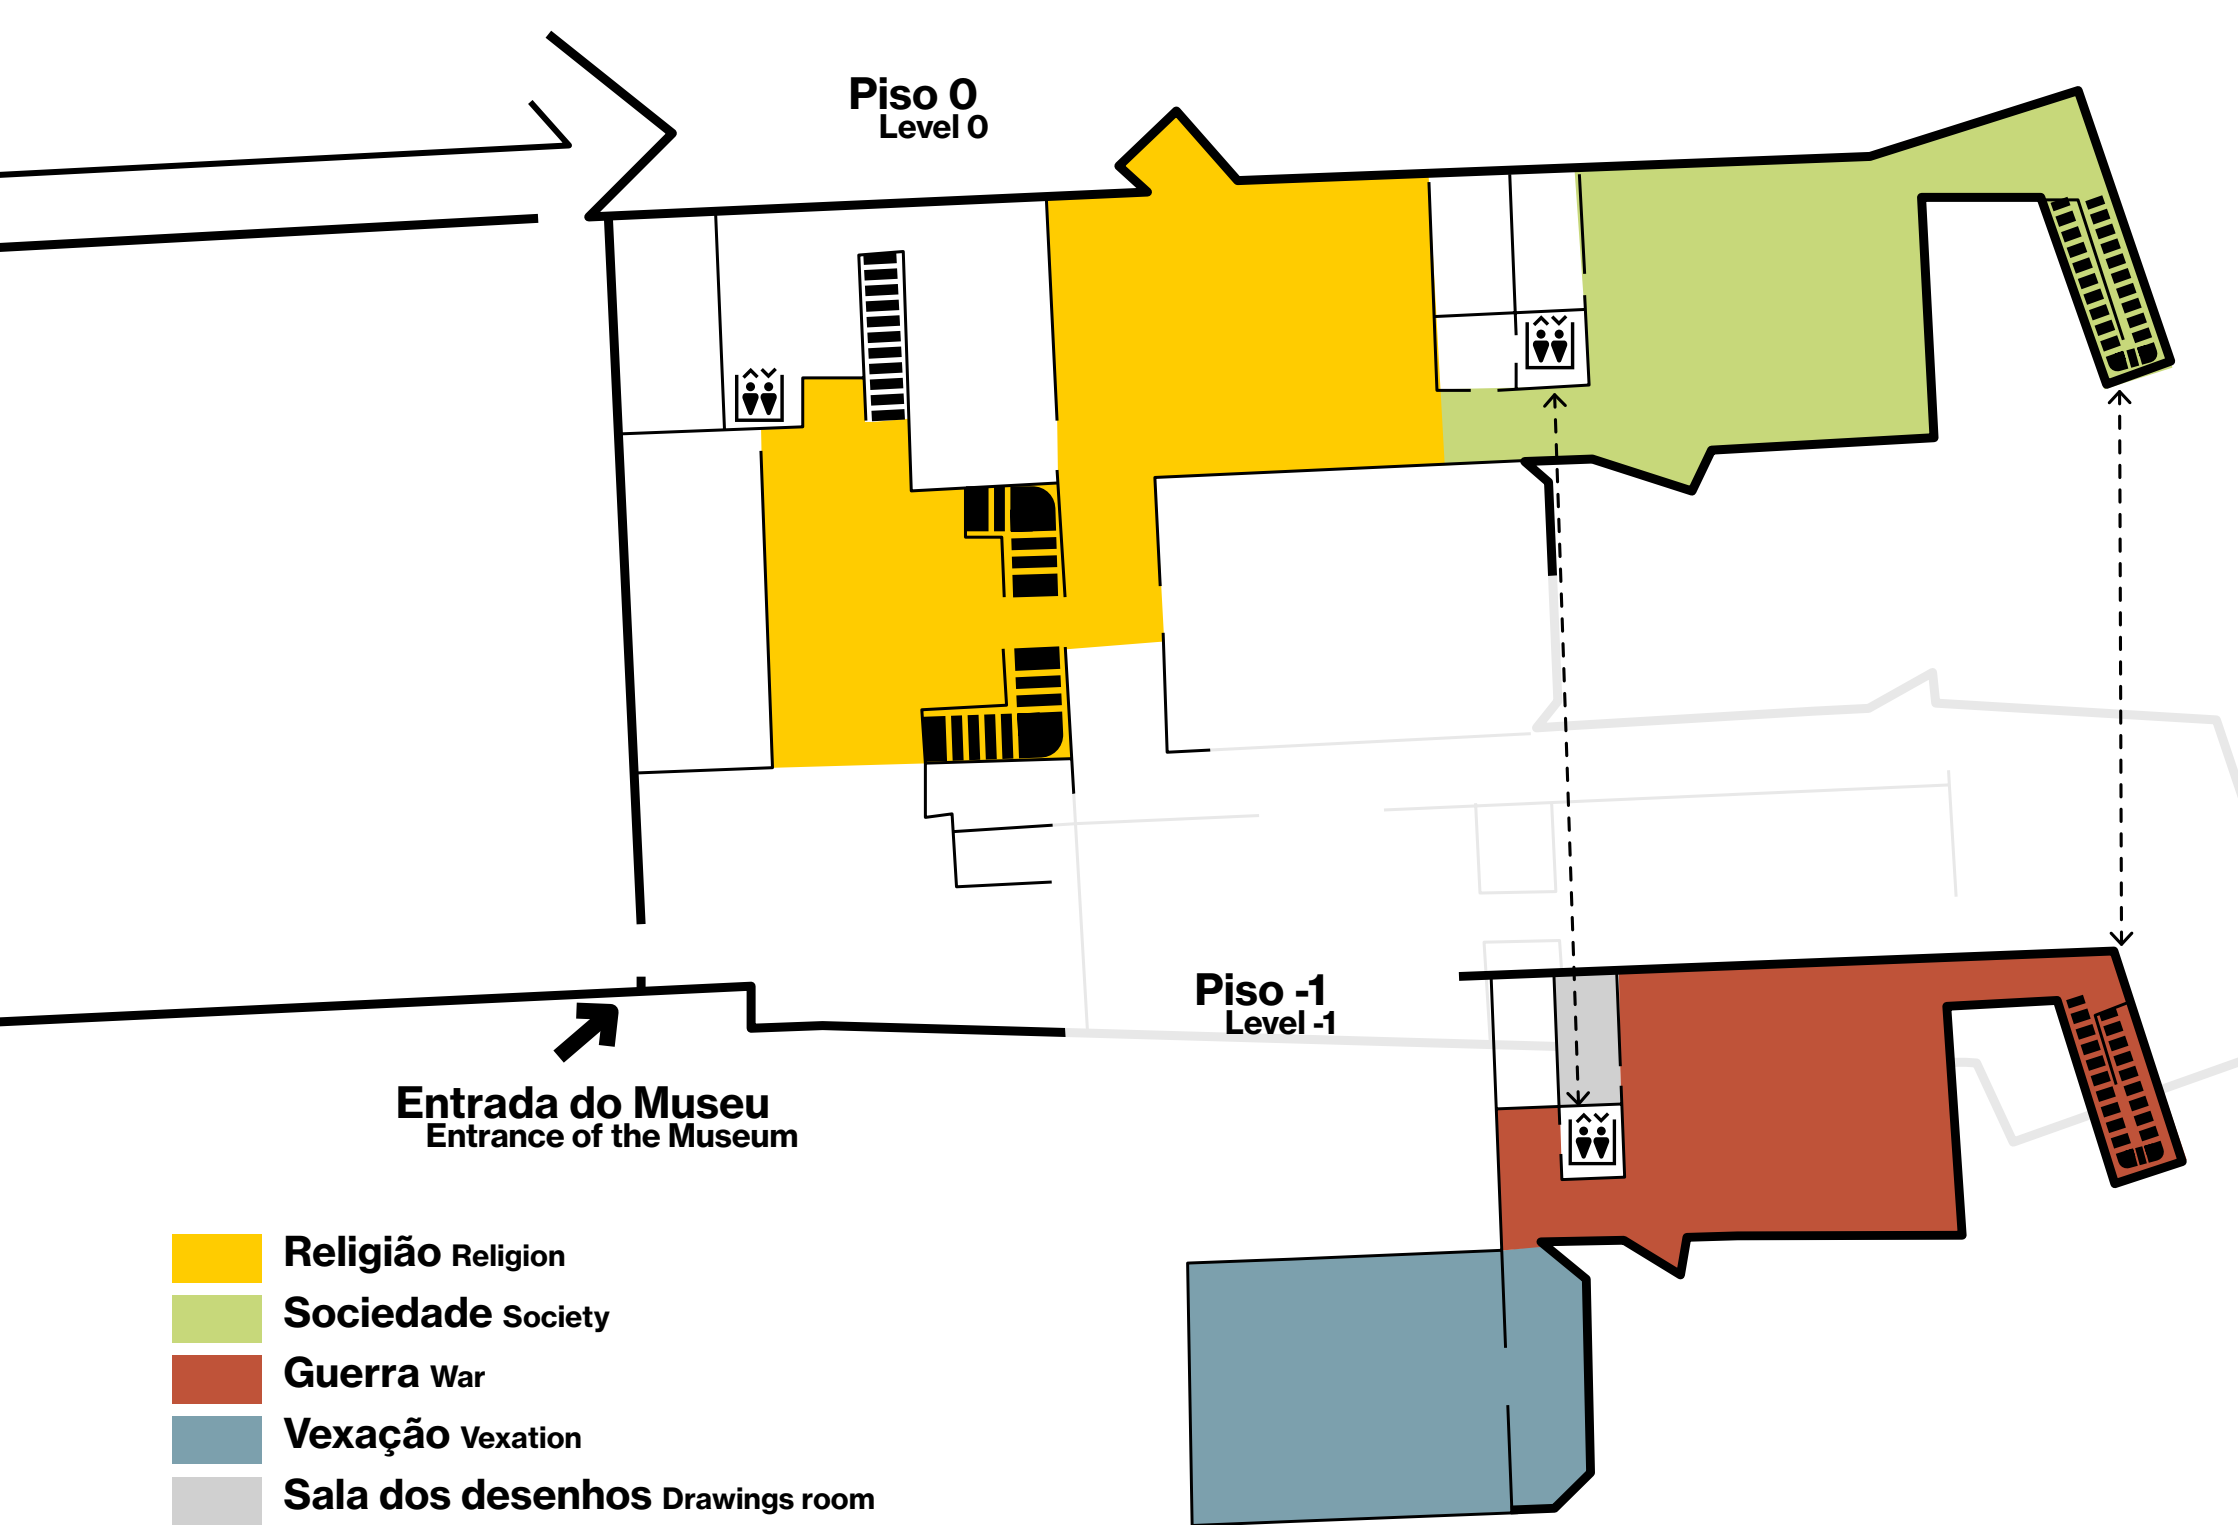 Piso 0
Level 0
Piso -1
Level -1
Entrada do Museu
Entrance of the Museum
Religião Religion
Sociedade Society
Guerra War
Vexação Vexation
Sala dos desenhos Drawings room